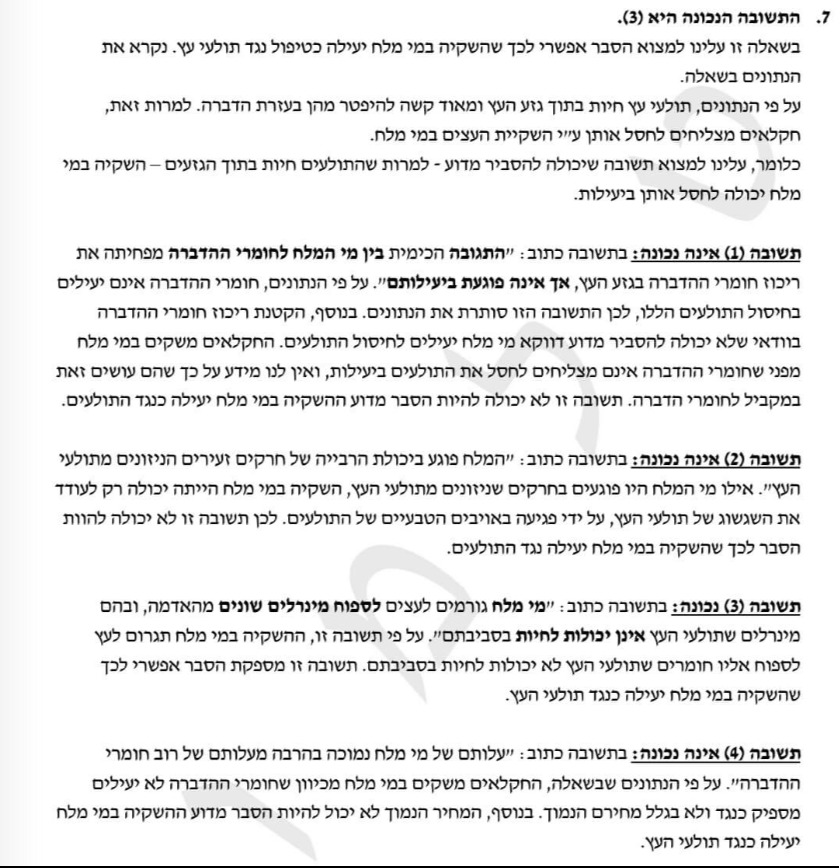 7. התשובה הנכונה היא (3).
בשאלה זו עלינו למצוא הסבר אפשרי לכך שהשקיה במי מלח יעילה כטיפול נגד תולעי עץ. נקרא את
הנתונים בשאלה.
על פי הנתונים, תולעי עץ חיות בתוך גזע העץ ומאוד קשה להיפטר מהן בעזרת הדברה. למרות זאת,
חקלאים מצליחים לחסל אותן ע"י השקיית העצים במי מלח.
כלומר, עלינו למצוא תשובה שיכולה להסביר מדוע - למרות שהתולעים חיות בתוך הגזעים – השקיה במי
מלח יכולה לחסל אותן ביעילות.
תשובה (1) אינה נכונה: בתשובה כתוב: "התגובה הכימית בין מי המלח לחומרי ההדברה מפחיתה את
ריכוז חומרי ההדברה בגזע העץ, אך אינה פוגעת ביעילותם". על פי הנתונים, חומרי ההדברה אינם יעילים
בחיסול התולעים הללו, לכן התשובה הזו סותרת את הנתונים. בנוסף, הקטנת ריכוז חומרי ההדברה
בוודאי שלא יכולה להסביר מדוע דווקא מי מלח יעילים לחיסול התולעים. החקלאים משקים במי מלח
מפני שחומרי ההדברה אינם מצליחים לחסל את התולעים ביעילות, ואין לנו מידע על כך שהם עושים זאת
במקביל לחומרי הדברה. תשובה זו לא יכולה להיות הסבר מדוע ההשקיה במי מלח יעילה כנגד התולעים.
תשובה (2) אינה נכונה: בתשובה כתוב: "המלח פוגע ביכולת הרבייה של חרקים זעירים הניזונים מתולעי
העץ". אילו מי המלח היו פוגעים בחרקים שניזונים מתולעי העץ, השקיה במי מלח הייתה יכולה רק לעודד
את השגשוג של תולעי העץ, על ידי פגיעה באויבים הטבעיים של התולעים. לכן תשובה זו לא יכולה להוות
הסבר לכך שהשקיה במי מלח יעילה נגד התולעים.
תשובה (3) נכונה: בתשובה כתוב: "מי מלח גורמים לעצים לספוח מינרלים שונים מהאדמה, ובהם
מינרלים שתולעי העץ אינן יכולות לחיות בסביבתם". על פי תשובה זו, ההשקיה במי מלח תגרום לעץ
לספוח אליו חומרים שתולעי העץ לא יכולות לחיות בסביבתם. תשובה זו מספקת הסבר אפשרי לכך
שהשקיה במי מלח יעילה כנגד תולעי העץ.
תשובה (4) אינה נכונה: בתשובה כתוב: "עלותם של מי מלח נמוכה בהרבה מעלותם של רוב חומרי
ההדברה". על פי הנתונים שבשאלה, החקלאים משקים במי מלח מכיוון שחומרי ההדברה לא יעילים
מספיק כנגד ולא בגלל מחירם הנמוך. בנוסף, המחיר הנמוך לא יכול להיות הסבר מדוע ההשקיה במי מלח
יעילה כנגד תולעי העץ.